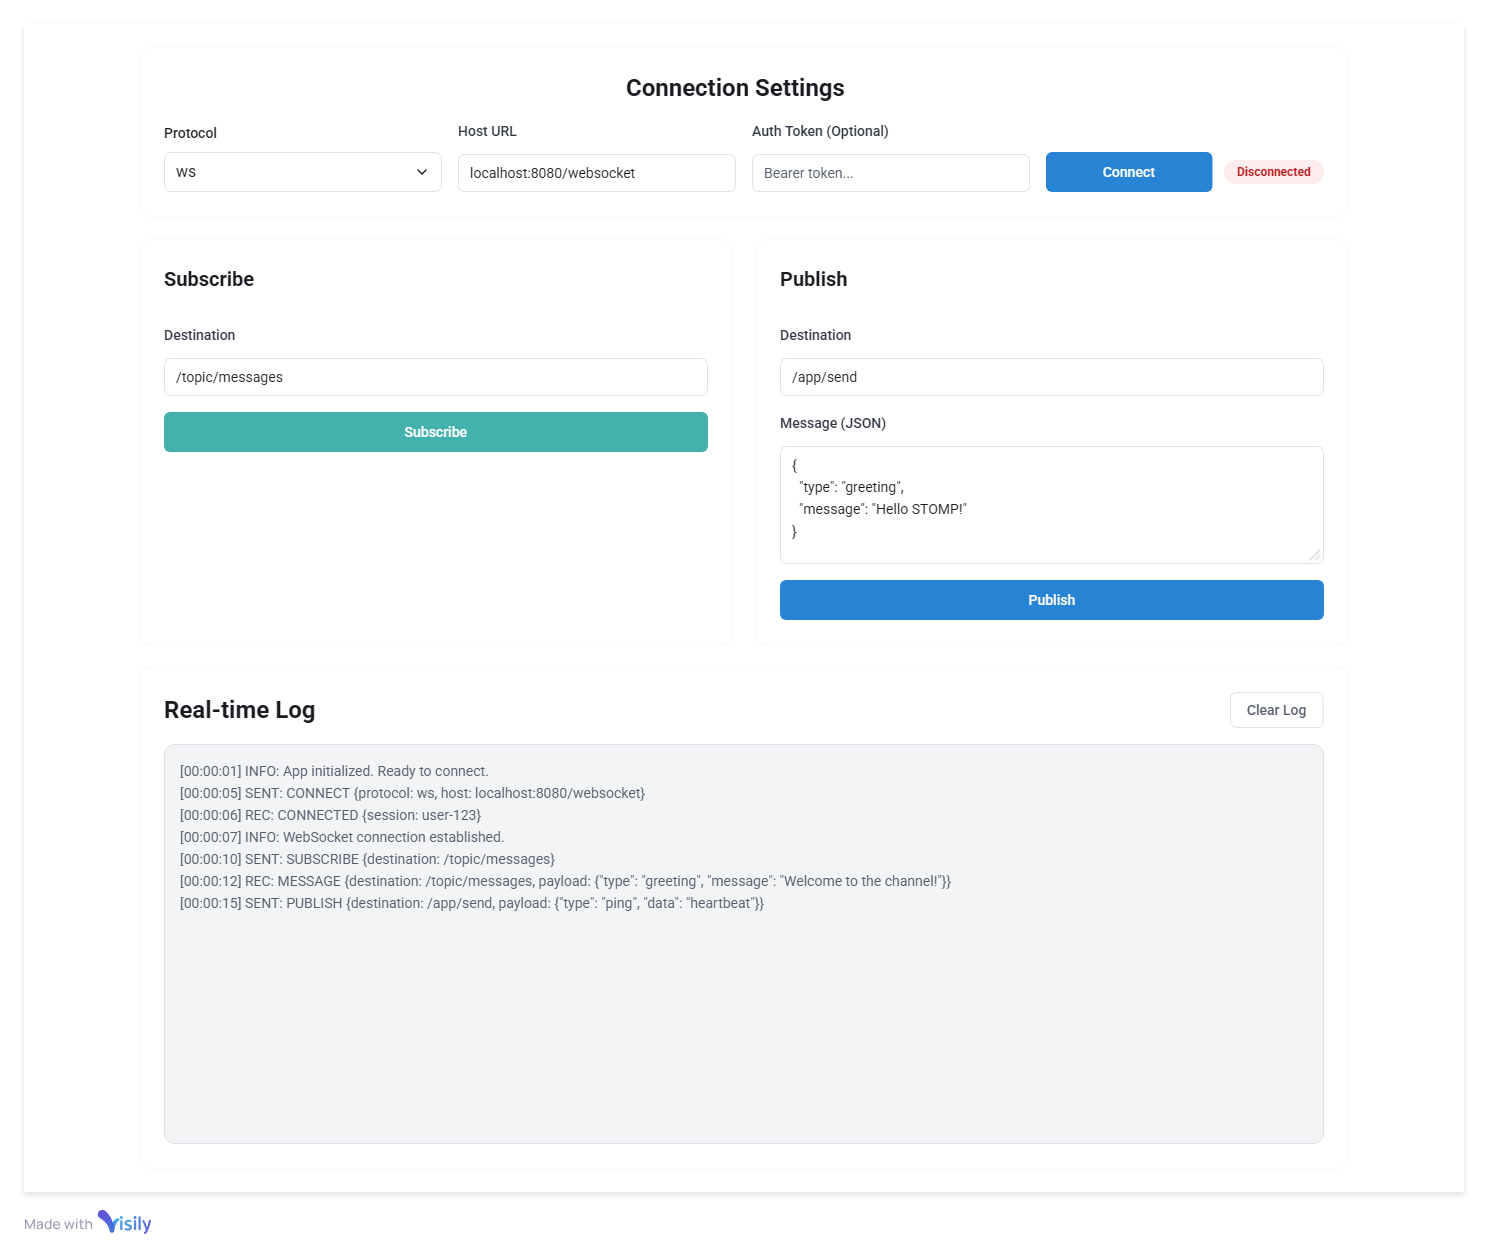 Connection Settings
Protocol
ws
Host URL
localhost:8080/websocket
Auth Token (Optional)
Bearer token...
Connect
Disconnected
Subscribe
Destination
/topic/messages
Subscribe
Publish
Destination
/app/send
Message (JSON)
{
"type": "greeting",
"message": "Hello STOMP!"
}
Publish
Real-time Log
Clear Log
[00:00:01] INFO: App initialized. Ready to connect.
[00:00:05] SENT: CONNECT {protocol: ws, host: localhost:8080/websocket}
[00:00:06] REC: CONNECTED {session: user-123}
[00:00:07] INFO: WebSocket connection established.
[00:00:10] SENT: SUBSCRIBE {destination: /topic/messages}
[00:00:12] REC: MESSAGE {destination: /topic/messages, payload: {"type": "greeting", "message": "Welcome to the channel!"}}
[00:00:15] SENT: PUBLISH {destination: /app/send, payload: {"type": "ping", "data": "heartbeat"}}
Made with Visily